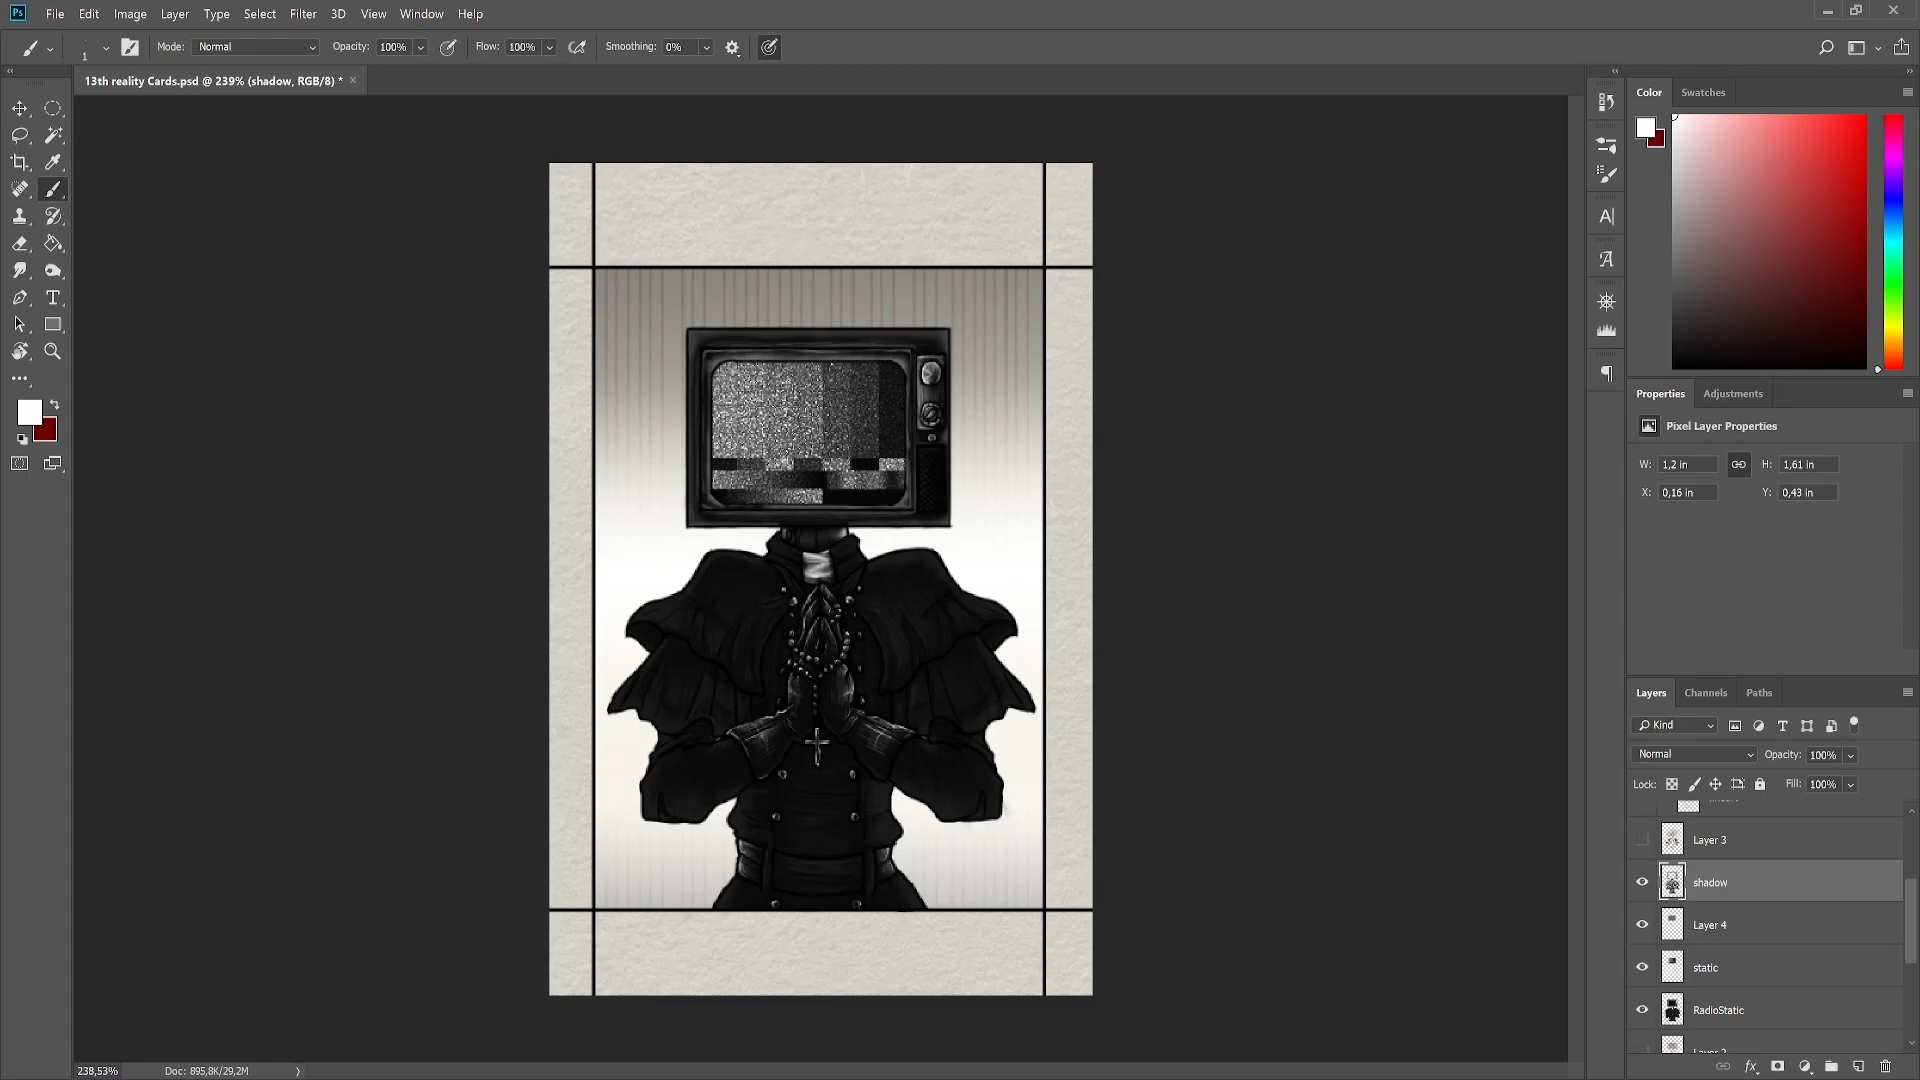 Ps File Edit Image Layer Type Select Filter 3D View Window Help
1 Mode: Normal Opacity: 100% Flow: 100% Smoothing: 0%
13th reality Cards.psd @ 239% (shadow, RGB/8) *
Color Swatches
Properties Adjustments
Pixel Layer Properties
W: 1,2 in H: 1,61 in
X: 0,16 in Y: 0,43 in
Layers Channels Paths
Kind
Normal Opacity: 100%
Lock: Fill: 100%
Layer 3
shadow
Layer 4
static
RadioStatic
238,53% Doc: 895,8K/29,2M